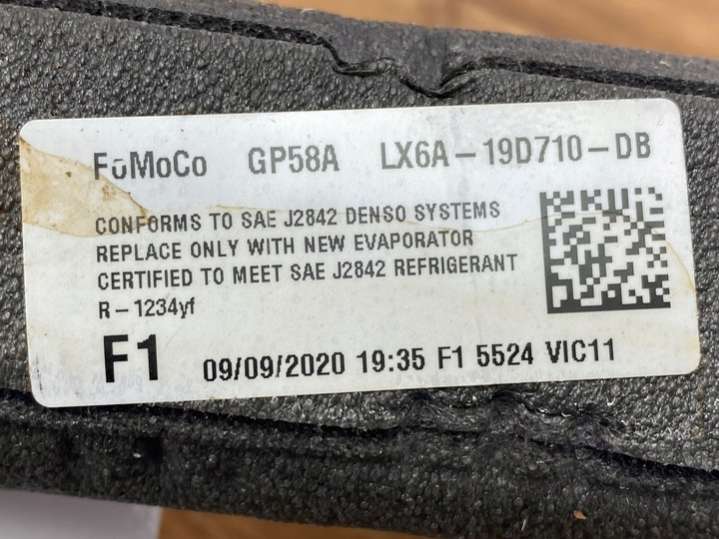 FoMoCo GP58A LX6A-19D710-DB
CONFORMS TO SAE J2842 DENSO SYSTEMS
REPLACE ONLY WITH NEW EVAPORATOR
CERTIFIED TO MEET SAE J2842 REFRIGERANT
R-1234yf
F1 09/09/2020 19:35 F1 5524 VIC11